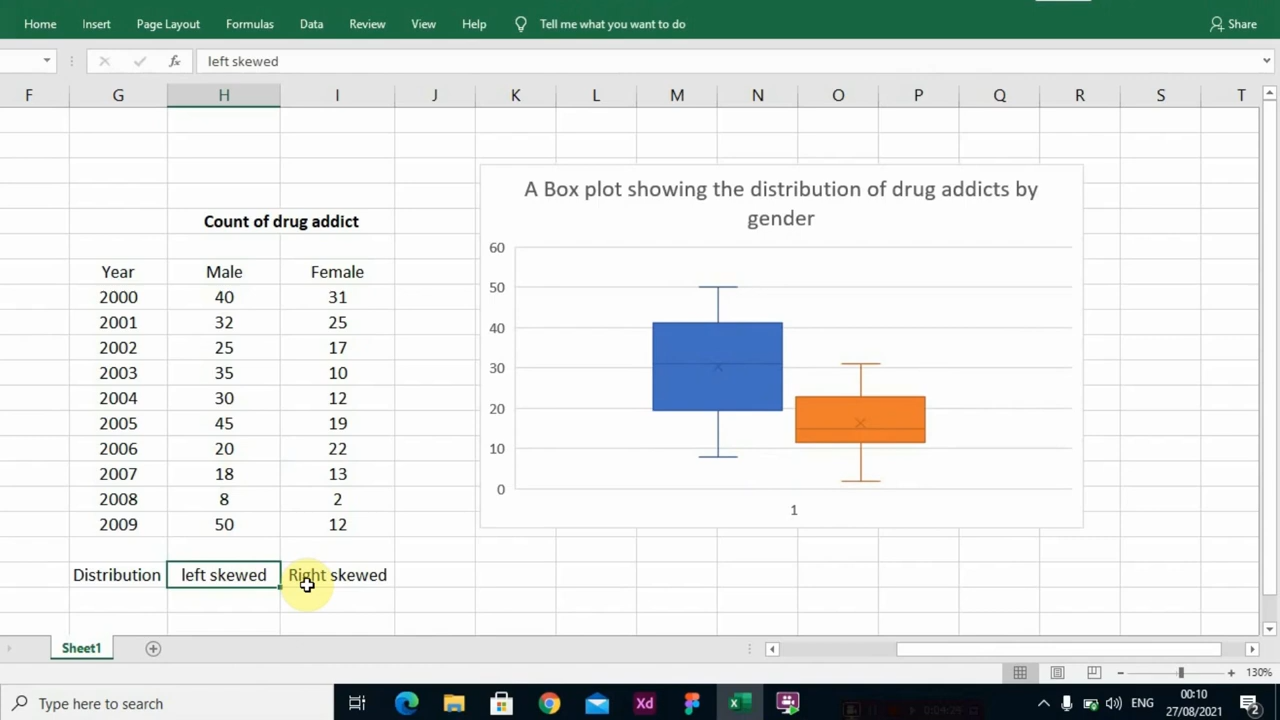 Home Insert Page Layout Formulas Data Review View Help Tell me what you want to do Share
fx left skewed
F G H I J K L M N O P Q R S T
Count of drug addict
Year Male Female
2000 40 31
2001 32 25
2002 25 17
2003 35 10
2004 30 12
2005 45 19
2006 20 22
2007 18 13
2008 8 2
2009 50 12
Distribution left skewed Right skewed
A Box plot showing the distribution of drug addicts by
gender
60
50
40
30
20
10
0
1
Sheet1
130%
Type here to search
Xd
ENG
00:10
27/08/2021
2